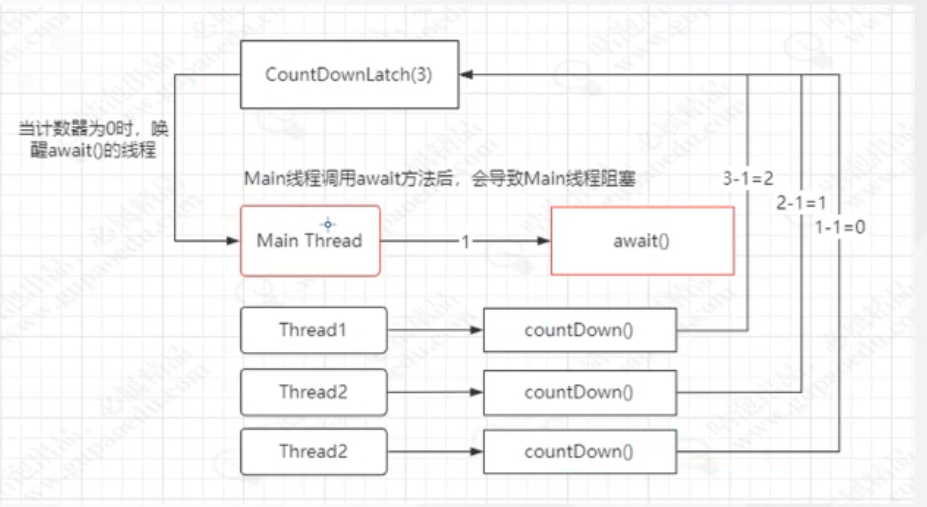 CountDownLatch(3)
当计数器为0时，唤
醒await()的线程
Main线程调用await方法后，会导致Main线程阻塞
3-1=2
2-1=1
1-1=0
Main Thread
1
await()
Thread1
countDown()
Thread2
countDown()
Thread2
countDown()